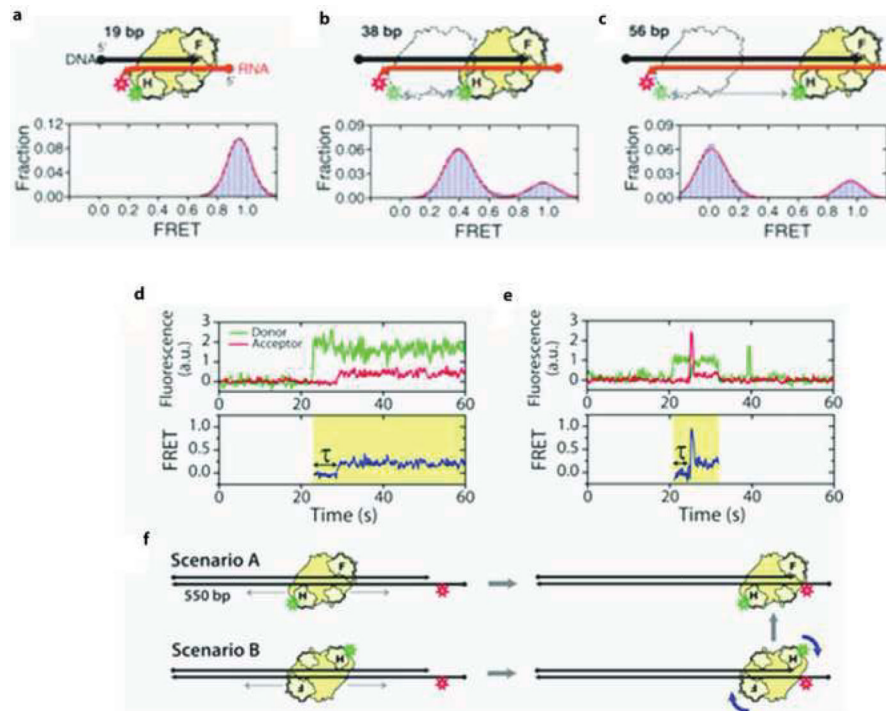 a
19 bp
5'
DNA
F
H
RNA
5'
0.12
0.09
0.06
0.03
0.00
Fraction
0.0 0.2 0.4 0.6 0.8 1.0
FRET
b
38 bp
F
H
0.09
0.06
0.03
0.00
Fraction
0.0 0.2 0.4 0.6 0.8 1.0
FRET
c
56 bp
F
H
0.09
0.06
0.03
0.00
Fraction
0.0 0.2 0.4 0.6 0.8 1.0
FRET
d
Fluorescence
(a.u.)
3
2
1
0
Donor
Acceptor
0 20 40 60
FRET
1.0
0.5
0.0
τ
0 20 40 60
Time (s)
e
Fluorescence
(a.u.)
3
2
1
0
0 20 40 60
FRET
1.0
0.5
0.0
τ
0 20 40 60
Time (s)
f
Scenario A
F
H
550 bp
F
H
Scenario B
H
F
H